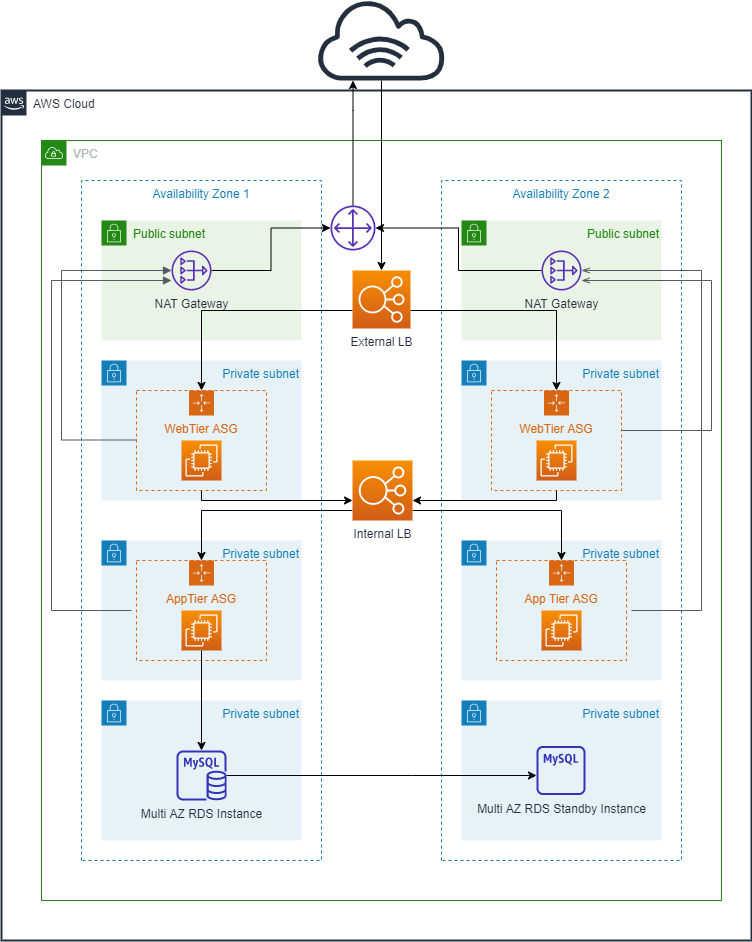 aws
AWS Cloud
VPC
Availability Zone 1
Availability Zone 2
Public subnet
Public subnet
NAT Gateway
NAT Gateway
External LB
Private subnet
Private subnet
WebTier ASG
WebTier ASG
Internal LB
Private subnet
Private subnet
AppTier ASG
App Tier ASG
Private subnet
Private subnet
MySQL
MySQL
Multi AZ RDS Instance
Multi AZ RDS Standby Instance